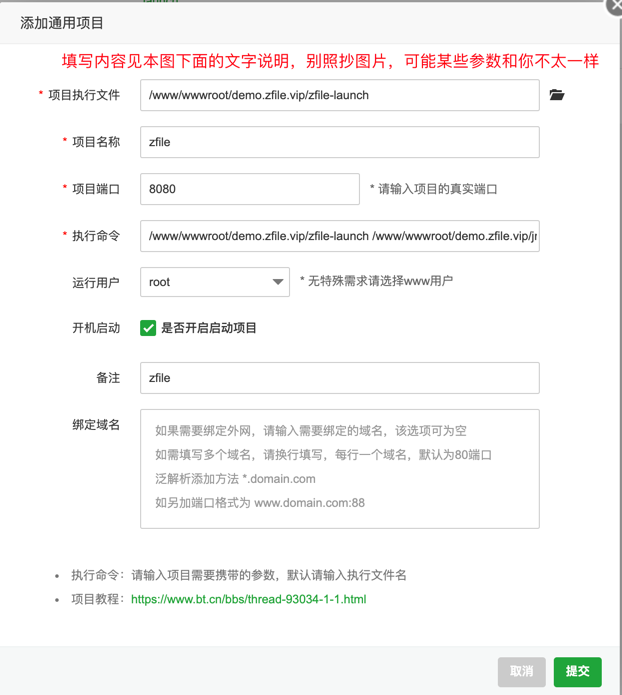 添加通用项目
填写内容见本图下面的文字说明，别照抄图片，可能某些参数和你不太一样
* 项目执行文件 /www/wwwroot/demo.zfile.vip/zfile-launch
* 项目名称 zfile
* 项目端口 8080 * 请输入项目的真实端口
* 执行命令 /www/wwwroot/demo.zfile.vip/zfile-launch /www/wwwroot/demo.zfile.vip/jr
运行用户 root * 无特殊需求请选择www用户
开机启动 是否开启启动项目
备注 zfile
绑定域名 如果需要绑定外网，请输入需要绑定的域名，该选项可为空
如需填写多个域名，请换行填写，每行一个域名，默认为80端口
泛解析添加方法 *.domain.com
如另加端口格式为 www.domain.com:88
• 执行命令：请输入项目需要携带的参数，默认请输入执行文件名
• 项目教程：https://www.bt.cn/bbs/thread-93034-1-1.html
取消 提交